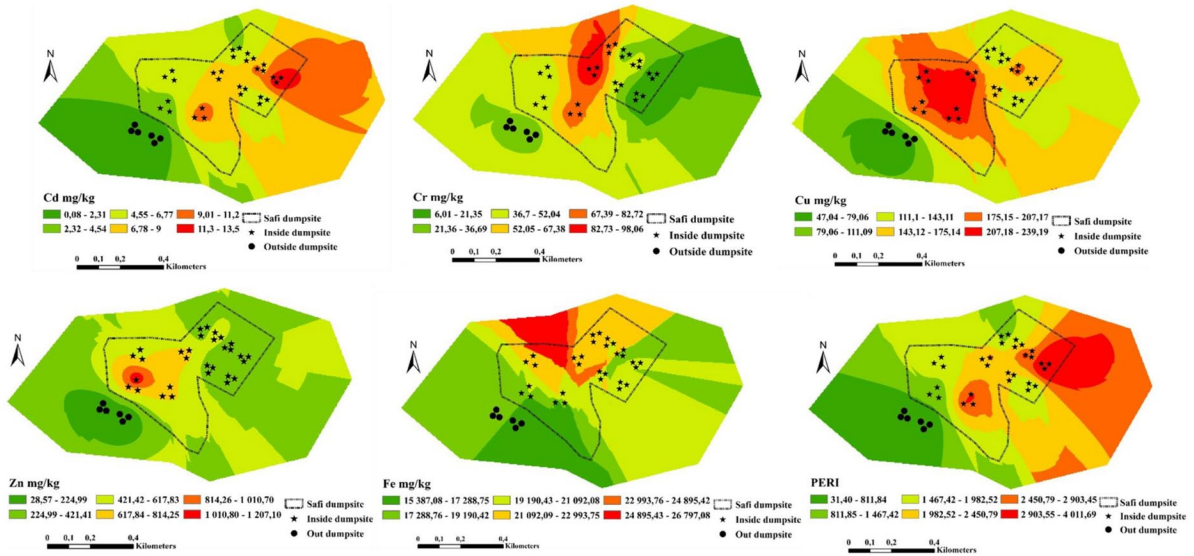 N
Cd mg/kg
0,08 - 2,31 4,55 - 6,77 9,01 - 11,2 Safi dumpsite
2,32 - 4,54 6,78 - 9 11,3 - 13,5 Inside dumpsite
Outside dumpsite
0 0,1 0,2 0,4
Kilometers
N
Cr mg/kg
6,01 - 21,35 36,7 - 52,04 67,39 - 82,72 Safi dumpsite
21,36 - 36,69 52,05 - 67,38 82,73 - 98,06 Inside dumpsite
Outside dumpsite
0 0,1 0,2 0,4
Kilometers
N
Cu mg/kg
47,04 - 79,06 111,1 - 143,11 175,15 - 207,17 Safi dumpsite
79,06 - 111,09 143,12 - 175,14 207,18 - 239,19 Inside dumpsite
Outside dumpsite
0 0,1 0,2 0,4
Kilometers
N
Zn mg/kg
28,57 - 224,99 421,42 - 617,83 814,26 - 1 010,70 Safi dumpsite
224,99 - 421,41 617,84 - 814,25 1 010,80 - 1 207,10 Inside dumpsite
Out dumpsite
0 0,1 0,2 0,4
Kilometers
N
Fe mg/kg
15 387,08 - 17 288,75 19 190,43 - 21 092,08 22 993,76 - 24 895,42 Safi dumpsite
17 288,76 - 19 190,42 21 092,09 - 22 993,75 24 895,43 - 26 797,08 Inside dumpsite
Out dumpsite
0 0,1 0,2 0,4
Kilometers
N
PERI
31,40 - 811,84 1 467,42 - 1 982,52 2 450,79 - 2 903,45 Safi dumpsite
811,85 - 1 467,42 1 982,52 - 2 450,79 2 903,55 - 4 011,69 Inside dumpsite
Out dumpsite
0 0,1 0,2 0,4
Kilometers